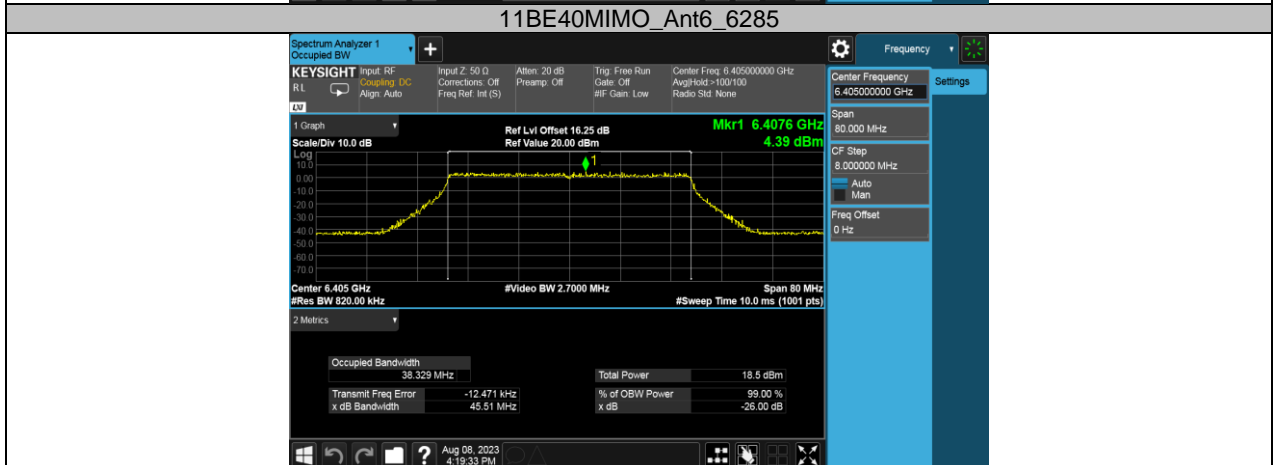 11BE40MIMO_Ant6_6285
Spectrum Analyzer 1
Occupied BW
+
Frequency
KEYSIGHT Input: RF Input Z: 50 Ω Atten: 20 dB Trig: Free Run Center Freq: 6.405000000 GHz
R L Coupling: DC Corrections: Off Preamp: Off Gate: Off Avg|Hold:>100/100
Align: Auto Freq Ref: Int (S) #IF Gain: Low Radio Std: None
LXI
Center Frequency
6.405000000 GHz
Settings
Span
80.000 MHz
CF Step
8.000000 MHz
Auto
Man
Freq Offset
0 Hz
1 Graph
Ref Lvl Offset 16.25 dB
Mkr1 6.4076 GHz
Scale/Div 10.0 dB
Ref Value 20.00 dBm
4.39 dBm
Log
1
10.0
0.00
-10.0
-20.0
-30.0
-40.0
-50.0
-60.0
-70.0
Center 6.405 GHz #Video BW 2.7000 MHz Span 80 MHz
#Res BW 820.00 kHz #Sweep Time 10.0 ms (1001 pts)
2 Metrics
Occupied Bandwidth
38.329 MHz Total Power 18.5 dBm
Transmit Freq Error -12.471 kHz % of OBW Power 99.00 %
x dB Bandwidth 45.51 MHz x dB -26.00 dB
? Aug 08, 2023
4:19:33 PM